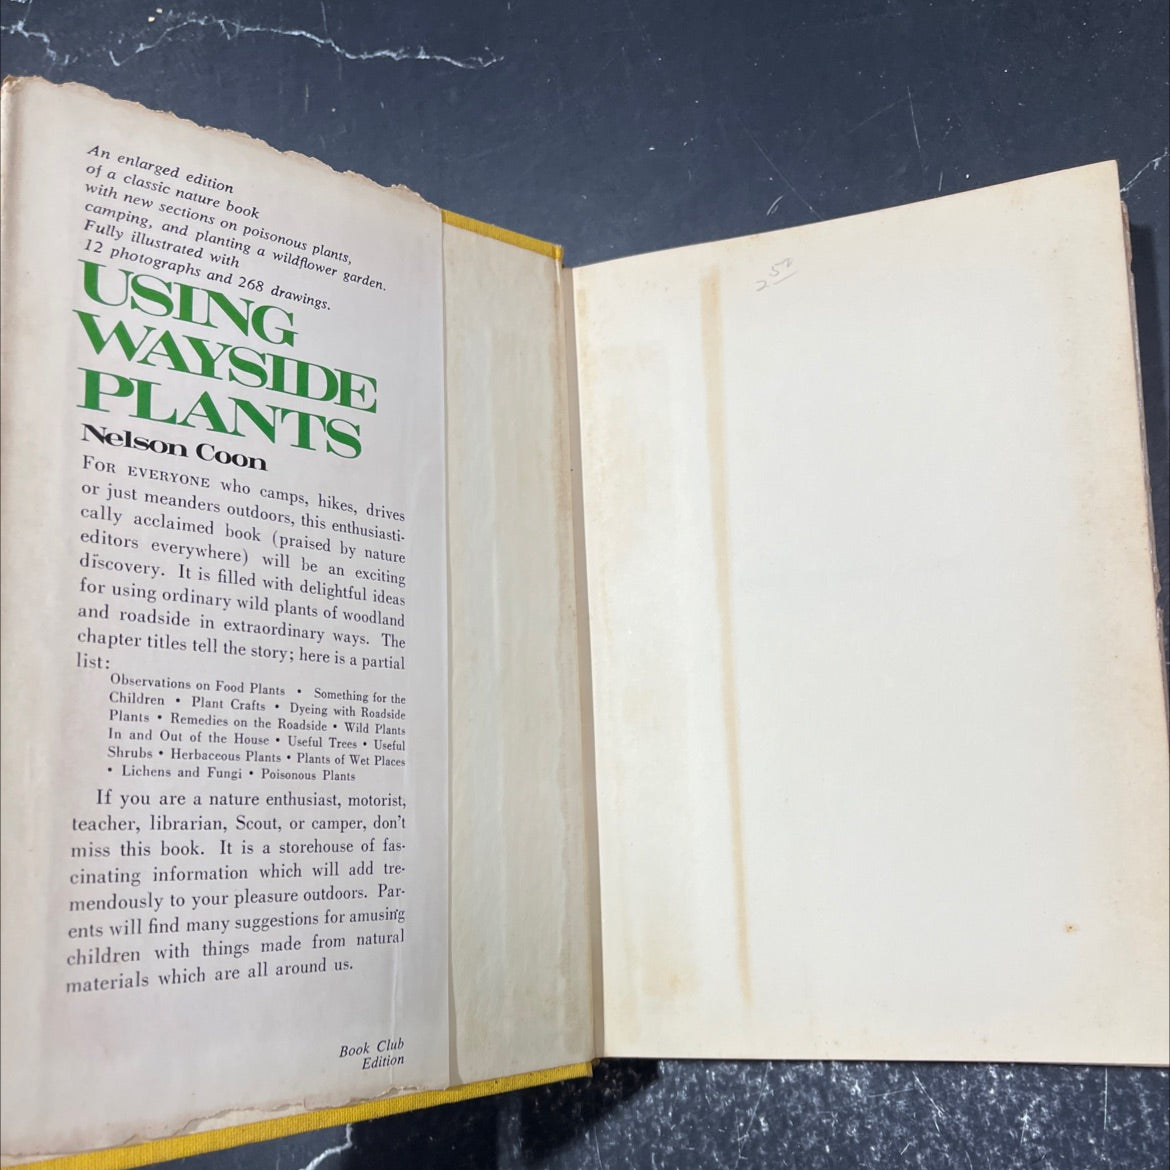 An enlarged edition
of a classic nature book
with new sections on poisonous plants,
camping, and planting a wildflower garden.
Fully illustrated with
12 photographs and 268 drawings.
USING
WAYSIDE
PLANTS
Nelson Coon
FOR EVERYONE who camps, hikes, drives
or just meanders outdoors, this enthusiasti-
cally acclaimed book (praised by nature
editors everywhere) will be an exciting
discovery. It is filled with delightful ideas
for using ordinary wild plants of woodland
and roadside in extraordinary ways. The
chapter titles tell the story; here is a partial
list:
Observations on Food Plants • Something for the
Children • Plant Crafts • Dyeing with Roadside
Plants • Remedies on the Roadside • Wild Plants
In and Out of the House • Useful Trees • Useful
Shrubs • Herbaceous Plants • Plants of Wet Places
• Lichens and Fungi • Poisonous Plants
If you are a nature enthusiast, motorist,
teacher, librarian, Scout, or camper, don't
miss this book. It is a storehouse of fas-
cinating information which will add tre-
mendously to your pleasure outdoors. Par-
ents will find many suggestions for amusing
children with things made from natural
materials which are all around us.
Book Club
Edition
2 50